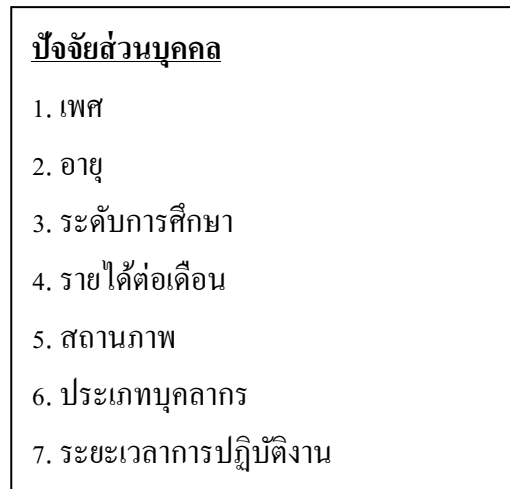 ปัจจัยส่วนบุคคล
1. เพศ
2. อายุ
3. ระดับการศึกษา
4. รายได้ต่อเดือน
5. สถานภาพ
6. ประเภทบุคลากร
7. ระยะเวลาการปฏิบัติงาน